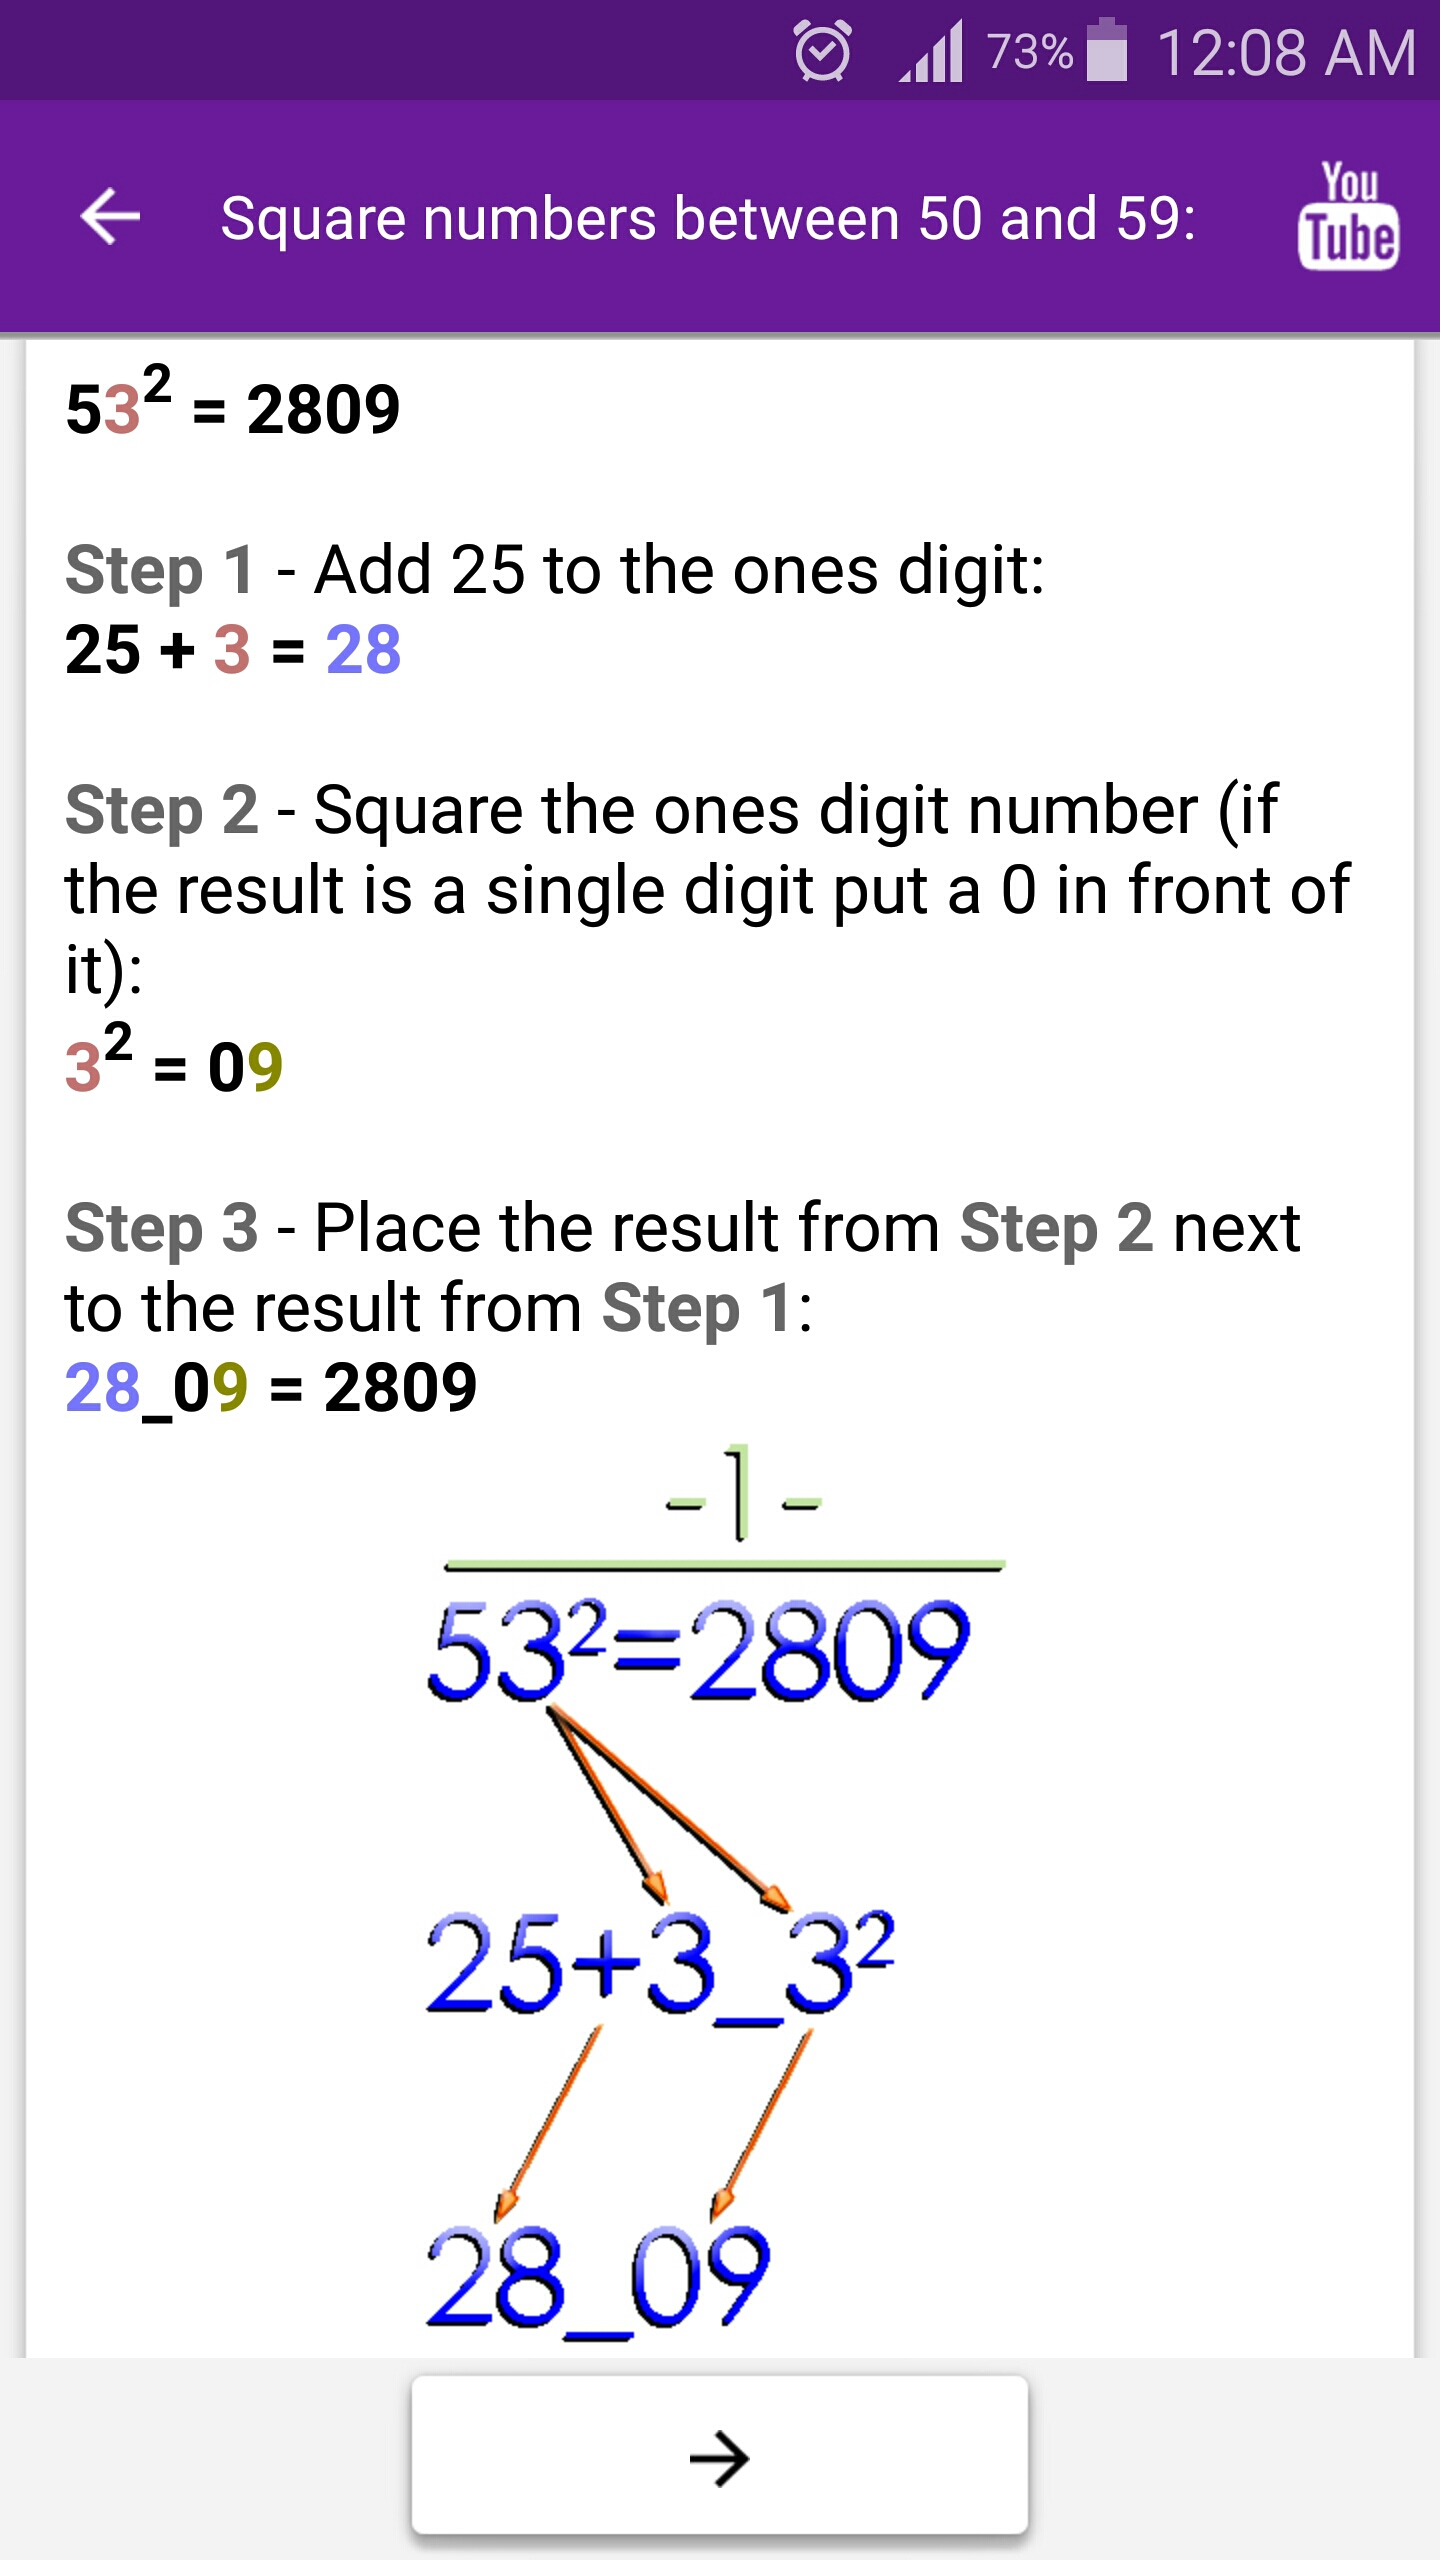 73% 12:08 AM
Square numbers between 50 and 59:
You
Tube
53² = 2809
Step 1 - Add 25 to the ones digit:
25 + 3 = 28
Step 2 - Square the ones digit number (if
the result is a single digit put a 0 in front of
it):
3² = 09
Step 3 - Place the result from Step 2 next
to the result from Step 1:
28_09 = 2809
-1-
53²=2809
25+3_3²
28_09